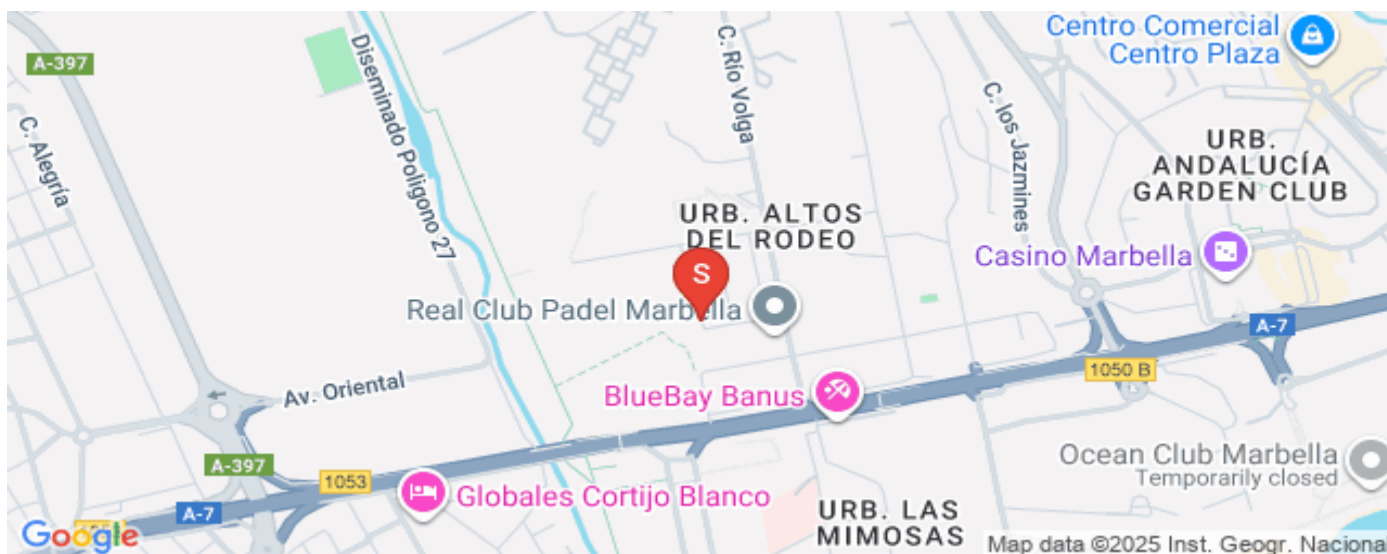 Centro Comercial
Centro Plaza
A-397
Diseminado Poligono 27
C. Río Volga
C. los Jazmines
C. Alegría
URB.
ANDALUCÍA
GARDEN CLUB
URB. ALTOS
DEL RODEO
Casino Marbella
S
Real Club Padel Marbella
A-7
1050 B
Av. Oriental
BlueBay Banus
A-397
1053
Ocean Club Marbella
Temporarily closed
Globales Cortijo Blanco
A-7
URB. LAS
MIMOSAS
Google
Map data ©2025 Inst. Geogr. Naciona